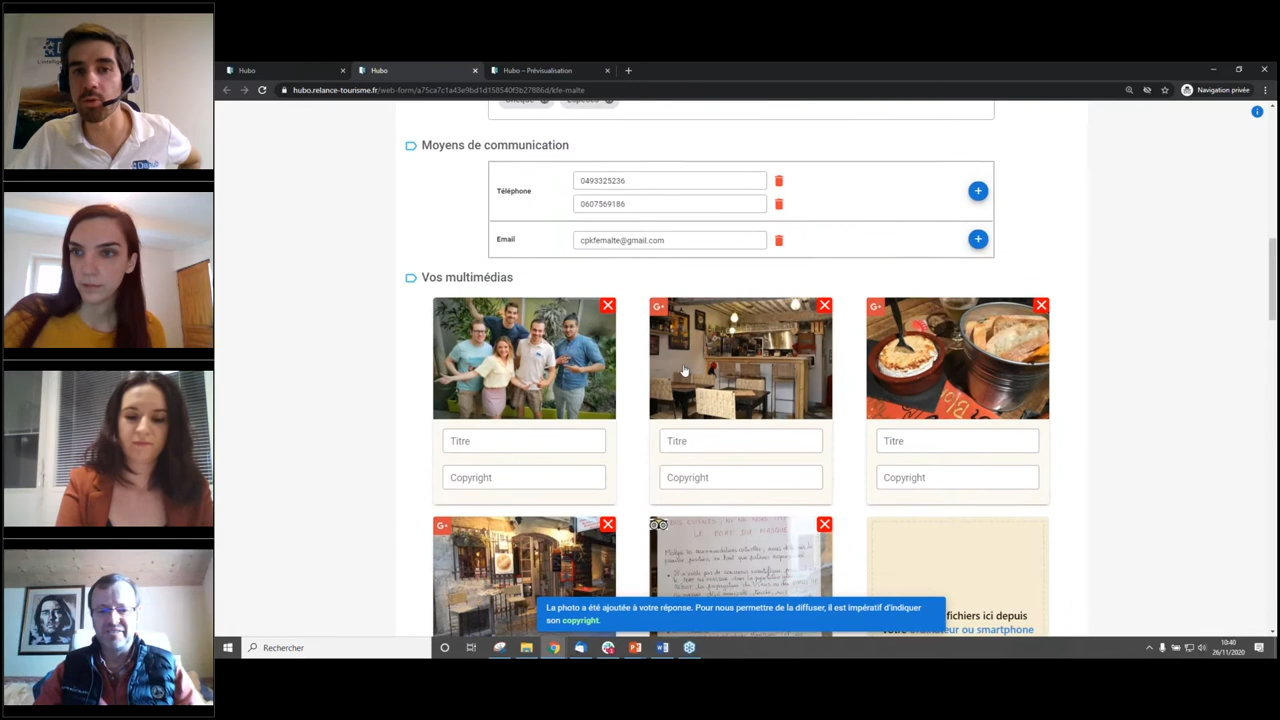 Hubo
Hubo
Hubo – Prévisualisation
hubo.relance-tourisme.fr/web-form/a75ca7c1a43e9bd1d158540f3b27886d/kfe-malte
Navigation privée
Chèque
Espèces
Moyens de communication
Téléphone
0493325236
0607569186
Email
cpkfemalte@gmail.com
Vos multimédias
G+
G+
Titre
Titre
Titre
Copyright
Copyright
Copyright
G+
LE PORT DU MASQUE
La photo a été ajoutée à votre réponse. Pour nous permettre de la diffuser, il est impératif d'indiquer
son copyright.
fichiers ici depuis
ordinateur ou smartphone
Rechercher
10:40
26/11/2020